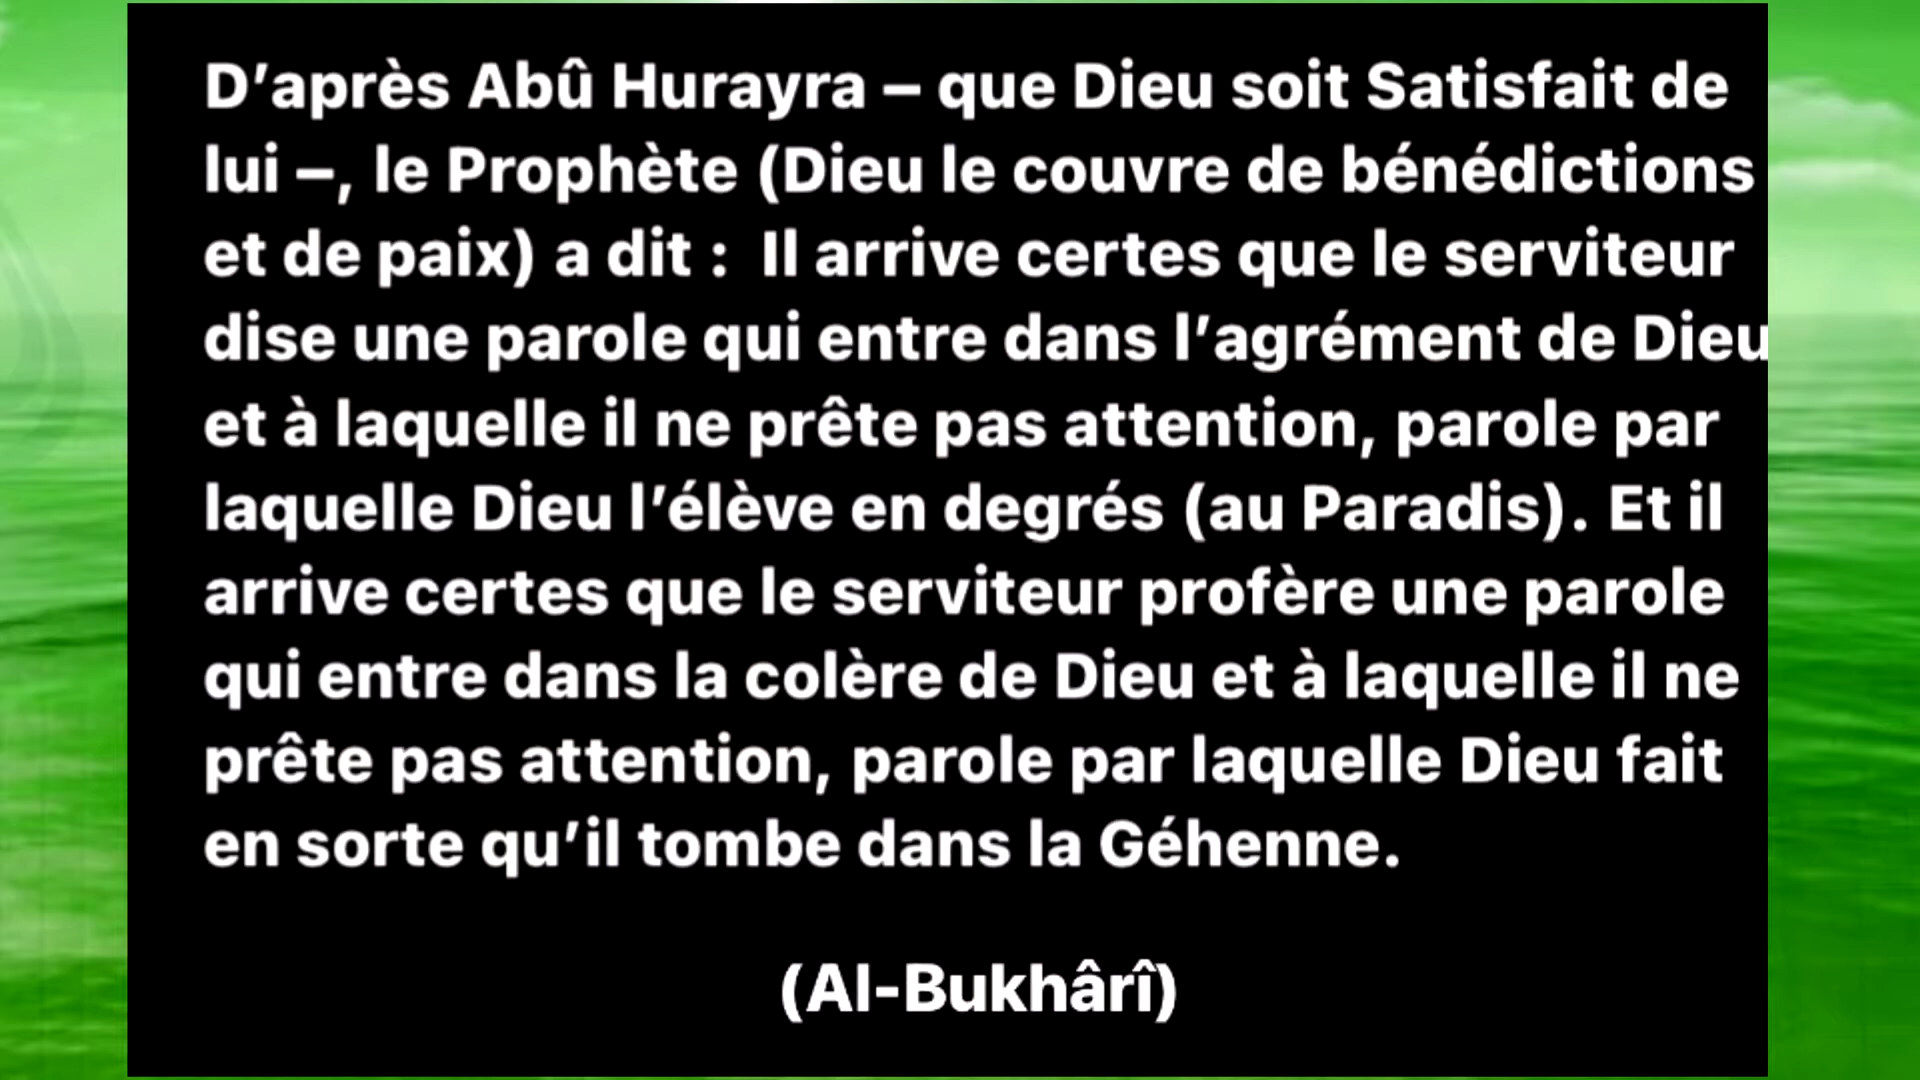 D’après Abû Hurayra – que Dieu soit Satisfait de
lui –, le Prophète (Dieu le couvre de bénédictions
et de paix) a dit :  Il arrive certes que le serviteur
dise une parole qui entre dans l’agrément de Dieu
et à laquelle il ne prête pas attention, parole par
laquelle Dieu l’élève en degrés (au Paradis). Et il
arrive certes que le serviteur profère une parole
qui entre dans la colère de Dieu et à laquelle il ne
prête pas attention, parole par laquelle Dieu fait
en sorte qu’il tombe dans la Géhenne.
(Al-Bukhârî)